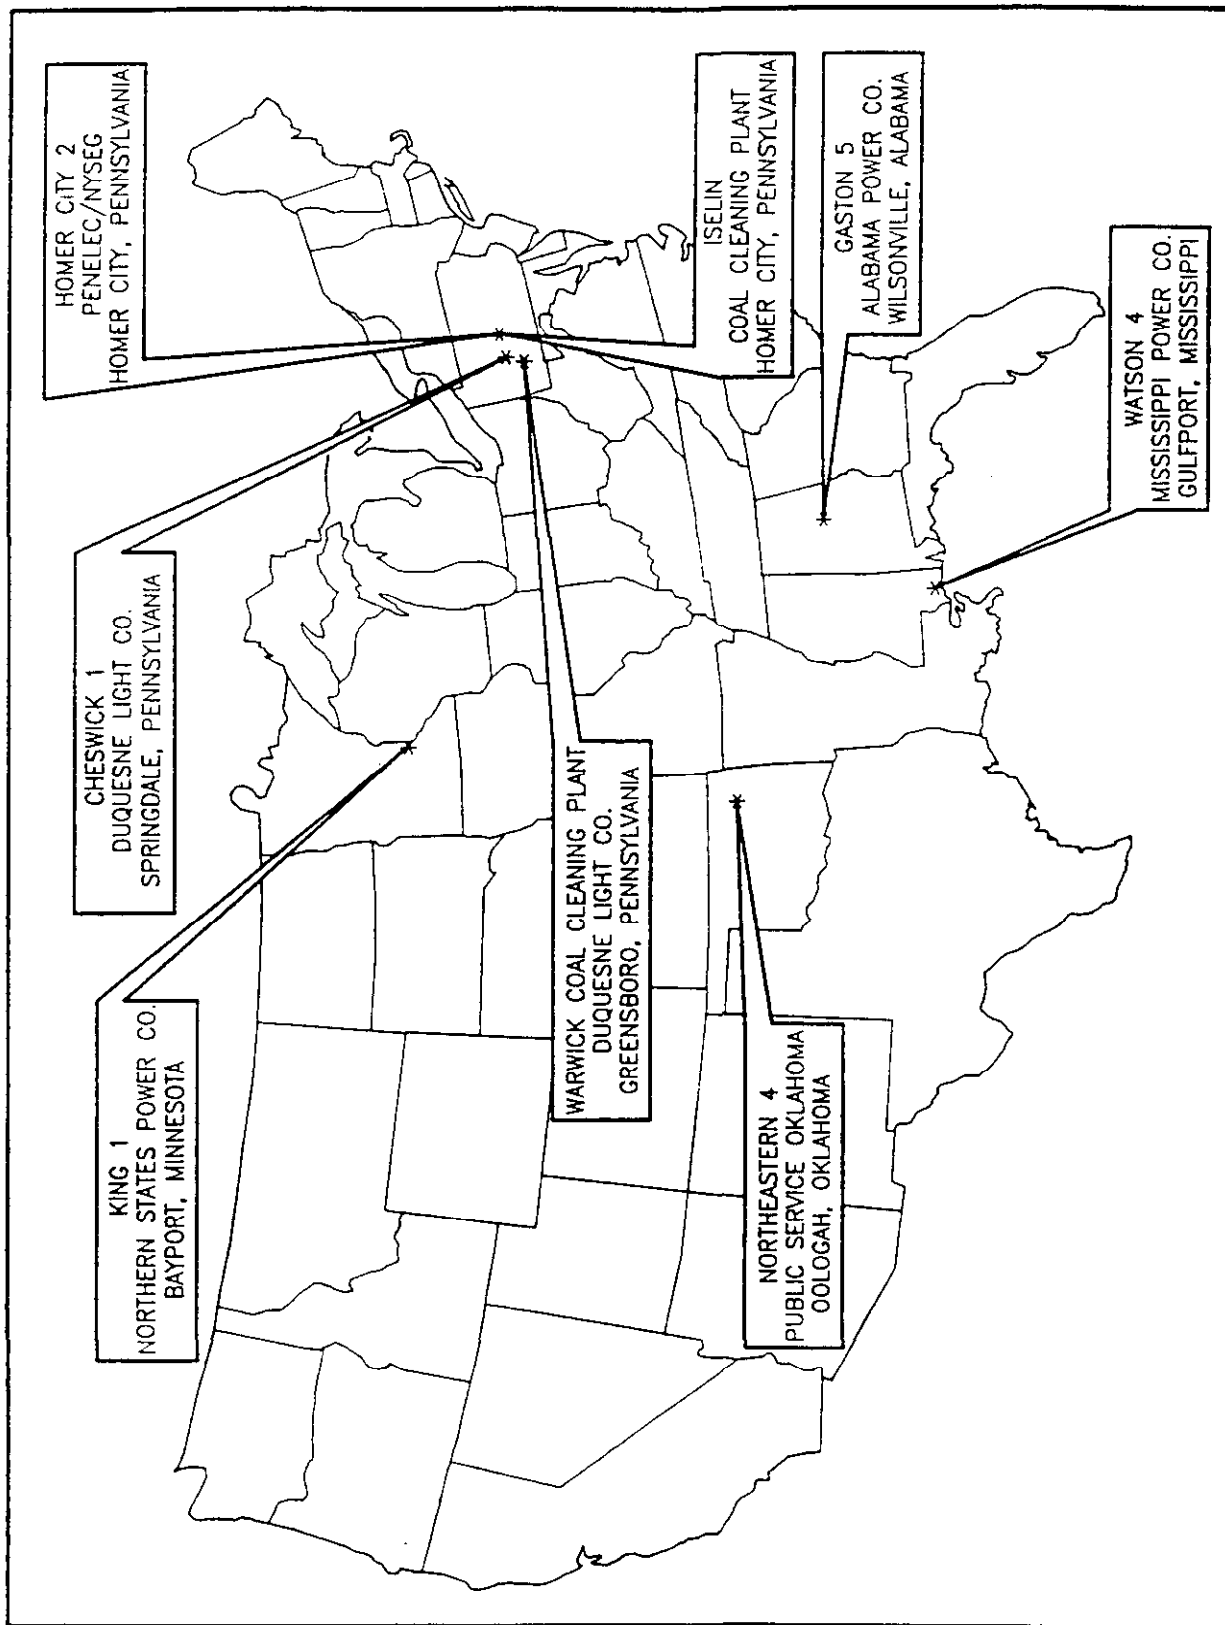 KING 1
NORTHERN STATES POWER CO.
BAYPORT, MINNESOTA
CHESWICK 1
DUQUESNE LIGHT CO.
SPRINGDALE, PENNSYLVANIA
HOMER CITY 2
PENELEC/NYSEG
HOMER CITY, PENNSYLVANIA
WARWICK COAL CLEANING PLANT
DUQUESNE LIGHT CO.
GREENSBORO, PENNSYLVANIA
ISELIN
COAL CLEANING PLANT
HOMER CITY, PENNSYLVANIA
NORTHEASTERN 4
PUBLIC SERVICE OKLAHOMA
OOLOGAH, OKLAHOMA
GASTON 5
ALABAMA POWER CO.
WILSONVILLE, ALABAMA
WATSON 4
MISSISSIPPI POWER CO.
GULFPORT, MISSISSIPPI